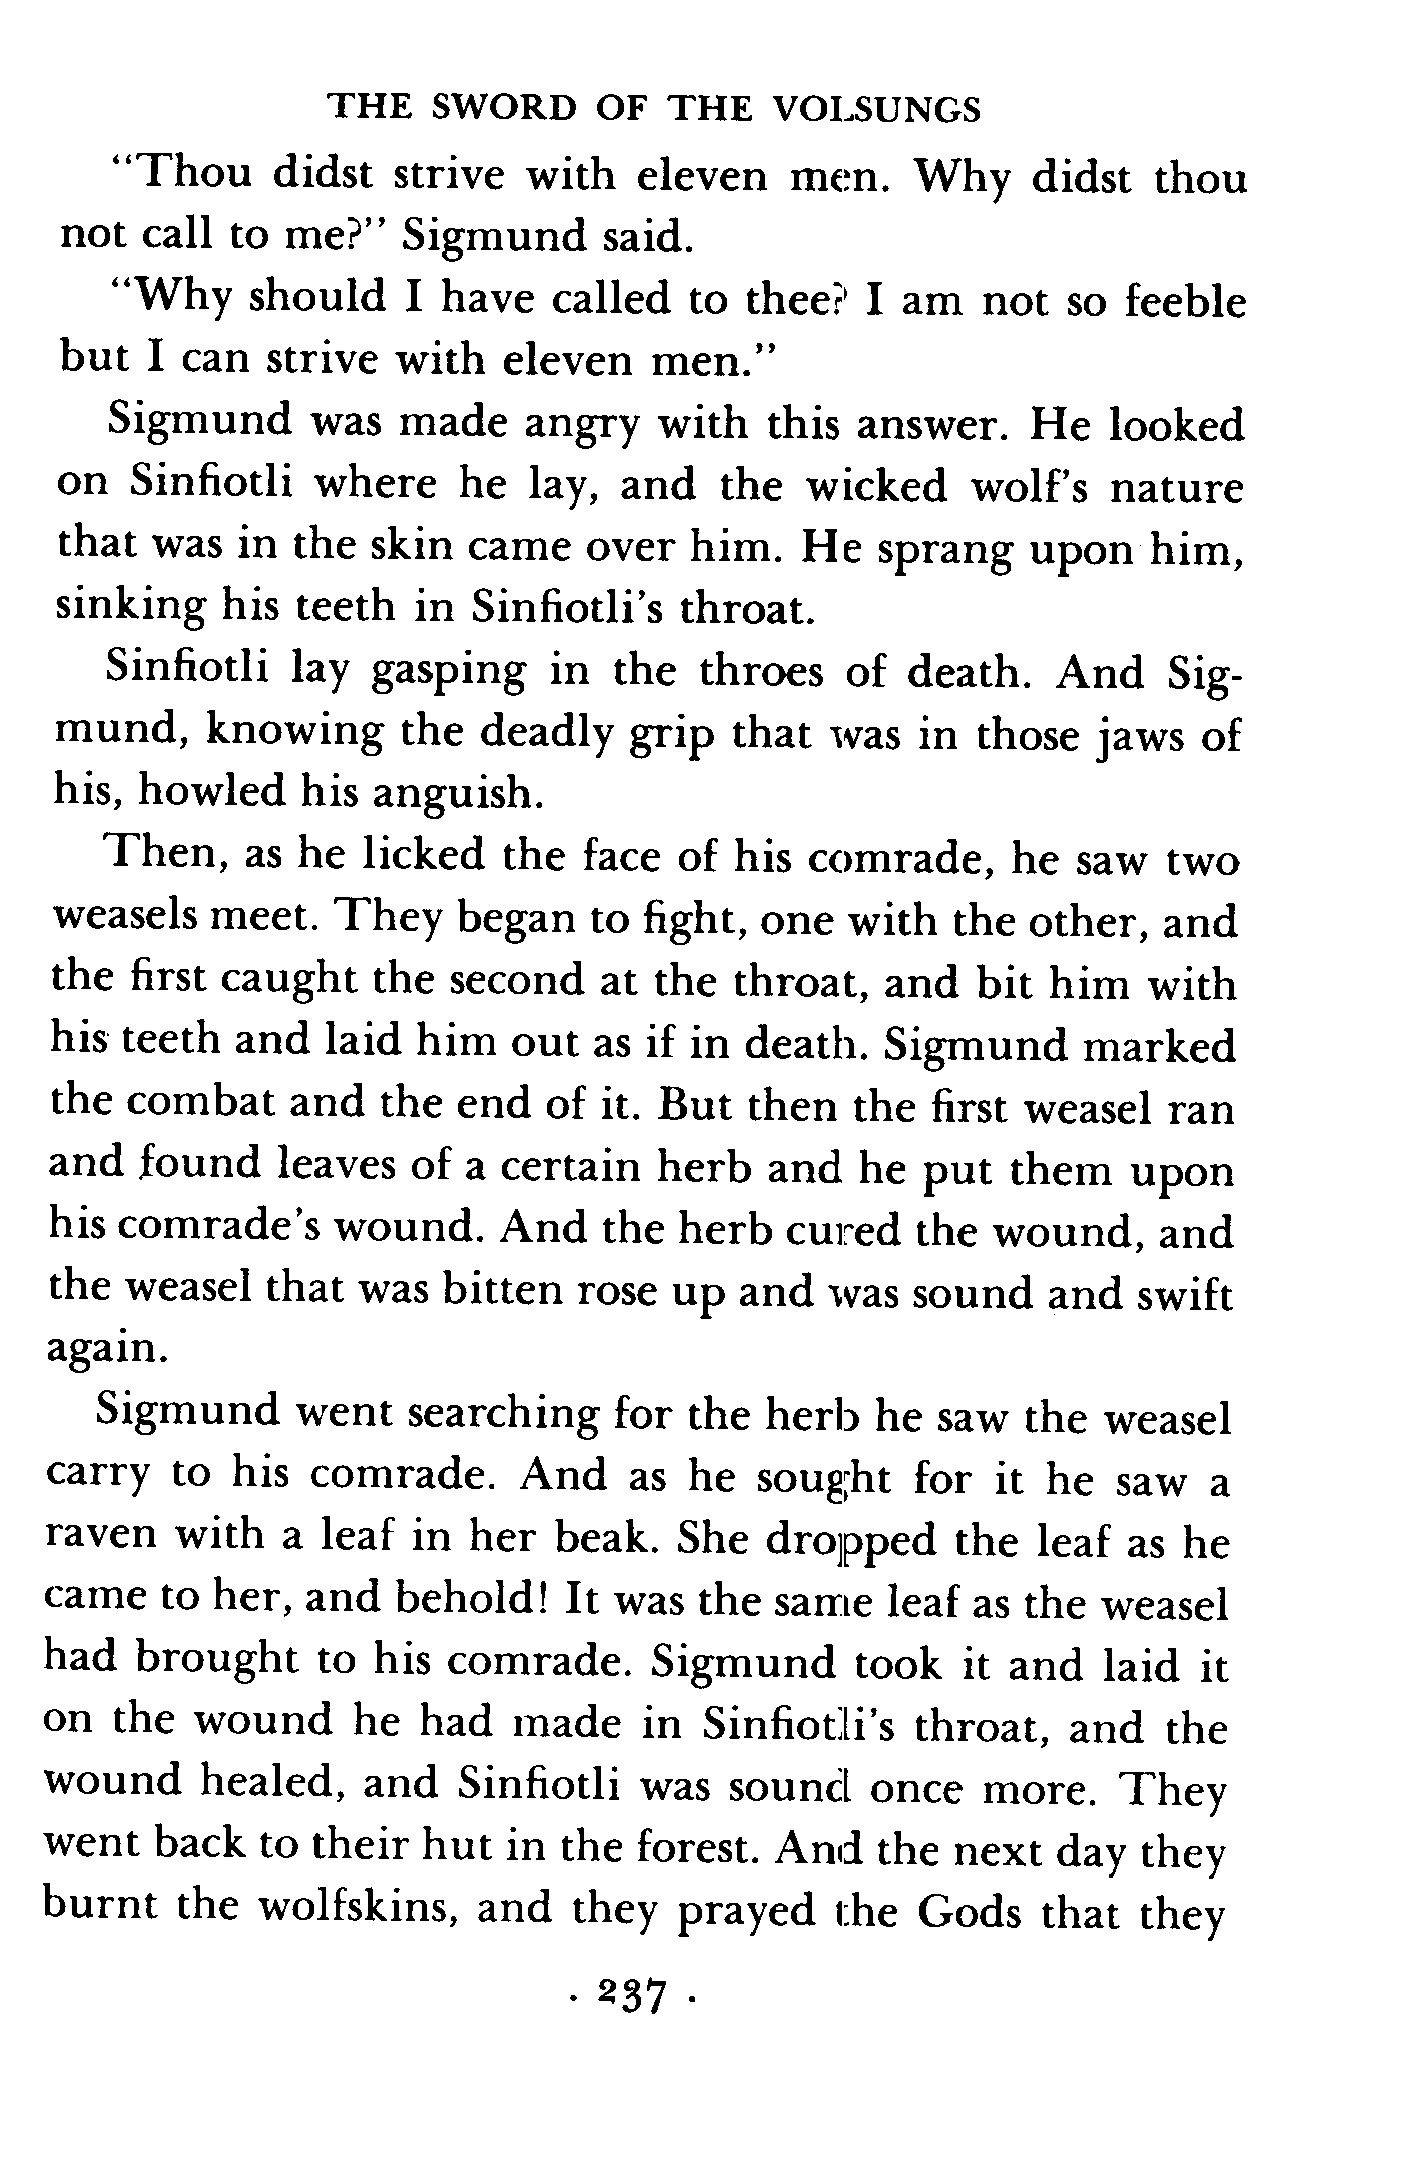 THE SWORD OF THE VOLSUNGS
"Thou didst strive with eleven men. Why didst thou
not call to me?" Sigmund said.
"Why should I have called to thee? I am not so feeble
but I can strive with eleven men."
Sigmund was made angry with this answer. He looked
on Sinfiotli where he lay, and the wicked wolf's nature
that was in the skin came over him. He sprang upon him,
sinking his teeth in Sinfiotli's throat.
Sinfiotli lay gasping in the throes of death. And Sig-
mund, knowing the deadly grip that was in those jaws of
his, howled his anguish.
Then, as he licked the face of his comrade, he saw two
weasels meet. They began to fight, one with the other, and
the first caught the second at the throat, and bit him with
his teeth and laid him out as if in death. Sigmund marked
the combat and the end of it. But then the first weasel ran
and found leaves of a certain herb and he put them upon
his comrade's wound. And the herb cured the wound, and
the weasel that was bitten rose up and was sound and swift
again.
Sigmund went searching for the herb he saw the weasel
carry to his comrade. And as he sought for it he saw a
raven with a leaf in her beak. She dropped the leaf as he
came to her, and behold! It was the same leaf as the weasel
had brought to his comrade. Sigmund took it and laid it
on the wound he had made in Sinfiotli's throat, and the
wound healed, and Sinfiotli was sound once more. They
went back to their hut in the forest. And the next day they
burnt the wolfskins, and they prayed the Gods that they
· 237 ·